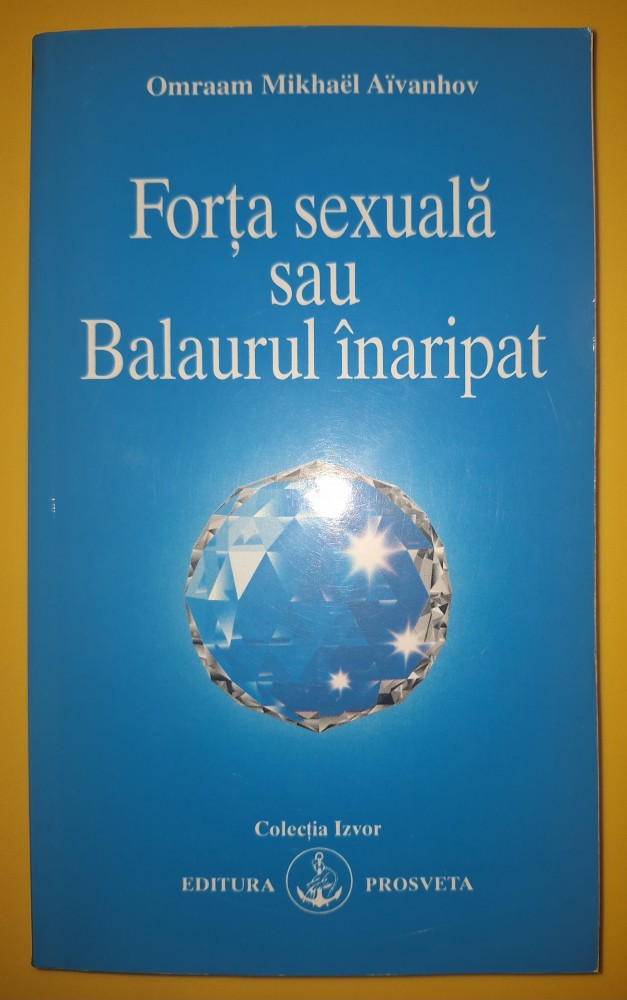 Omraam Mikhaël Aïvanhov
Forța sexuală
sau
Balaurul înaripat
Colecția Izvor
EDITURA PROSVETA